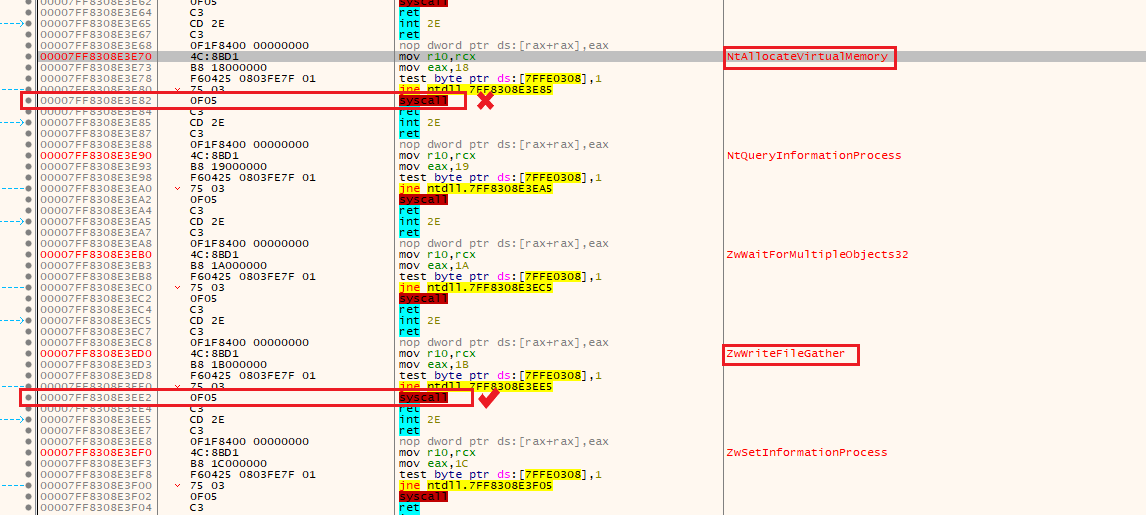 00007FF8308E3E62 0F05 syscall
00007FF8308E3E64 C3 ret
00007FF8308E3E65 CD 2E int 2E
00007FF8308E3E67 C3 ret
00007FF8308E3E68 0F1F8400 00000000 nop dword ptr ds:[rax+rax],eax
00007FF8308E3E70 4C:8BD1 mov r10,rcx NtAllocateVirtualMemory
00007FF8308E3E73 B8 18000000 mov eax,18
00007FF8308E3E78 F60425 0803FE7F 01 test byte ptr ds:[7FFE0308],1
00007FF8308E3E80 75 03 jne ntdll.7FF8308E3E85
00007FF8308E3E82 0F05 syscall
00007FF8308E3E84 C3 ret
00007FF8308E3E85 CD 2E int 2E
00007FF8308E3E87 C3 ret
00007FF8308E3E88 0F1F8400 00000000 nop dword ptr ds:[rax+rax],eax
00007FF8308E3E90 4C:8BD1 mov r10,rcx NtQueryInformationProcess
00007FF8308E3E93 B8 19000000 mov eax,19
00007FF8308E3E98 F60425 0803FE7F 01 test byte ptr ds:[7FFE0308],1
00007FF8308E3EA0 75 03 jne ntdll.7FF8308E3EA5
00007FF8308E3EA2 0F05 syscall
00007FF8308E3EA4 C3 ret
00007FF8308E3EA5 CD 2E int 2E
00007FF8308E3EA7 C3 ret
00007FF8308E3EA8 0F1F8400 00000000 nop dword ptr ds:[rax+rax],eax
00007FF8308E3EB0 4C:8BD1 mov r10,rcx ZwWaitForMultipleObjects32
00007FF8308E3EB3 B8 1A000000 mov eax,1A
00007FF8308E3EB8 F60425 0803FE7F 01 test byte ptr ds:[7FFE0308],1
00007FF8308E3EC0 75 03 jne ntdll.7FF8308E3EC5
00007FF8308E3EC2 0F05 syscall
00007FF8308E3EC4 C3 ret
00007FF8308E3EC5 CD 2E int 2E
00007FF8308E3EC7 C3 ret
00007FF8308E3EC8 0F1F8400 00000000 nop dword ptr ds:[rax+rax],eax
00007FF8308E3ED0 4C:8BD1 mov r10,rcx ZwWriteFileGather
00007FF8308E3ED3 B8 1B000000 mov eax,1B
00007FF8308E3ED8 F60425 0803FE7F 01 test byte ptr ds:[7FFE0308],1
00007FF8308E3EE0 75 03 jne ntdll.7FF8308E3EE5
00007FF8308E3EE2 0F05 syscall
00007FF8308E3EE4 C3 ret
00007FF8308E3EE5 CD 2E int 2E
00007FF8308E3EE7 C3 ret
00007FF8308E3EE8 0F1F8400 00000000 nop dword ptr ds:[rax+rax],eax
00007FF8308E3EF0 4C:8BD1 mov r10,rcx ZwSetInformationProcess
00007FF8308E3EF3 B8 1C000000 mov eax,1C
00007FF8308E3EF8 F60425 0803FE7F 01 test byte ptr ds:[7FFE0308],1
00007FF8308E3F00 75 03 jne ntdll.7FF8308E3F05
00007FF8308E3F02 0F05 syscall
00007FF8308E3F04 C3 ret